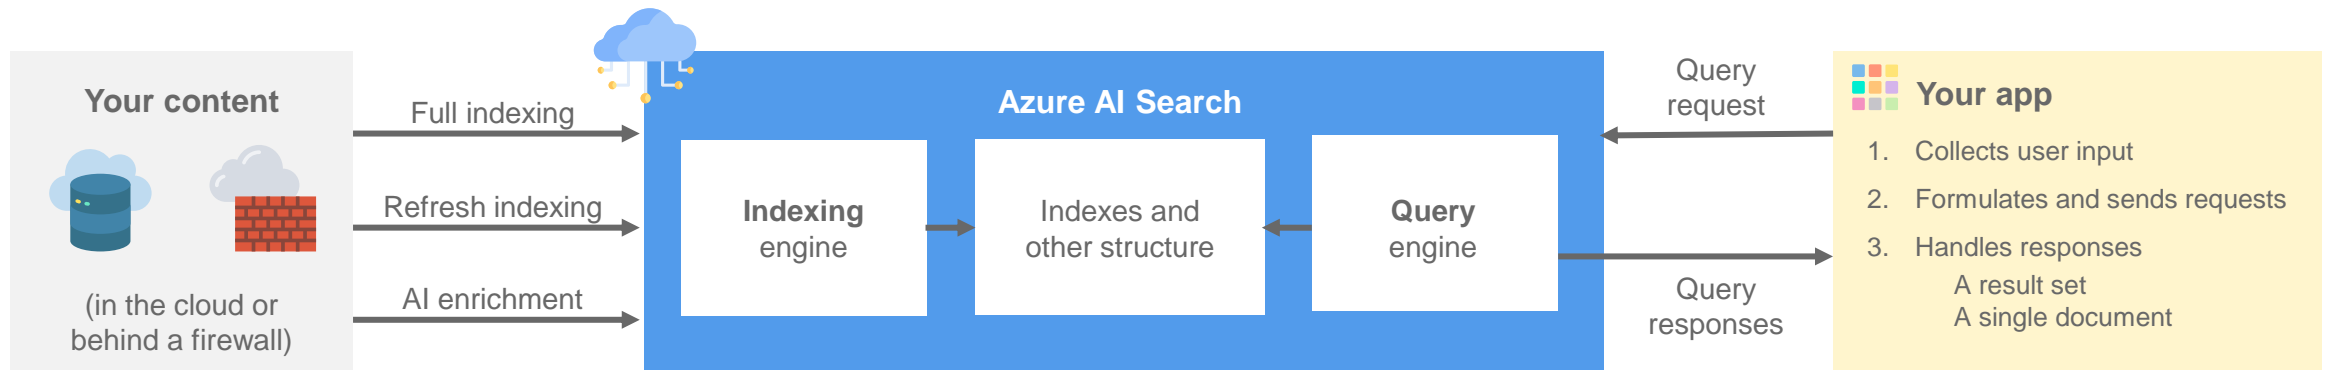 Your content
(in the cloud or
behind a firewall)
Full indexing
Refresh indexing
AI enrichment
Azure AI Search
Indexing
engine
Indexes and
other structure
Query
engine
Query
request
Query
responses
Your app
1. Collects user input
2. Formulates and sends requests
3. Handles responses
A result set
A single document